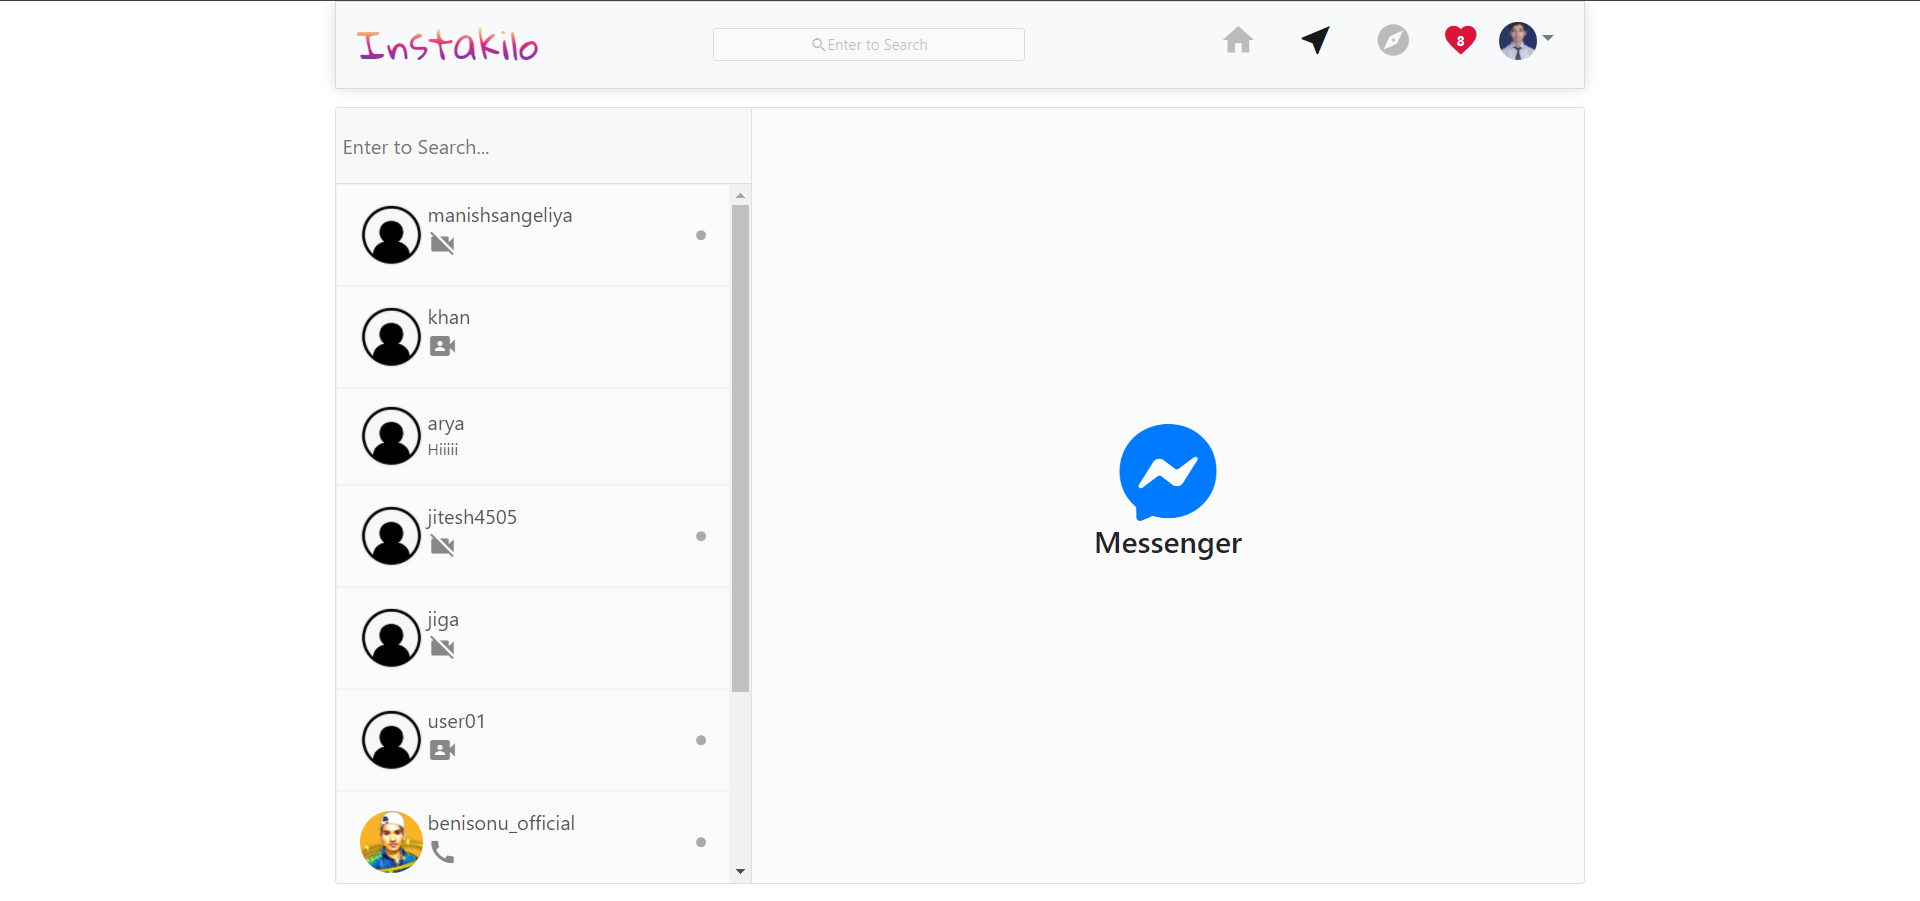 Instakilo
Enter to Search
8
Enter to Search...
manishsangeliya
khan
arya
Hiiiii
jitesh4505
jiga
user01
benisonu_official
Messenger